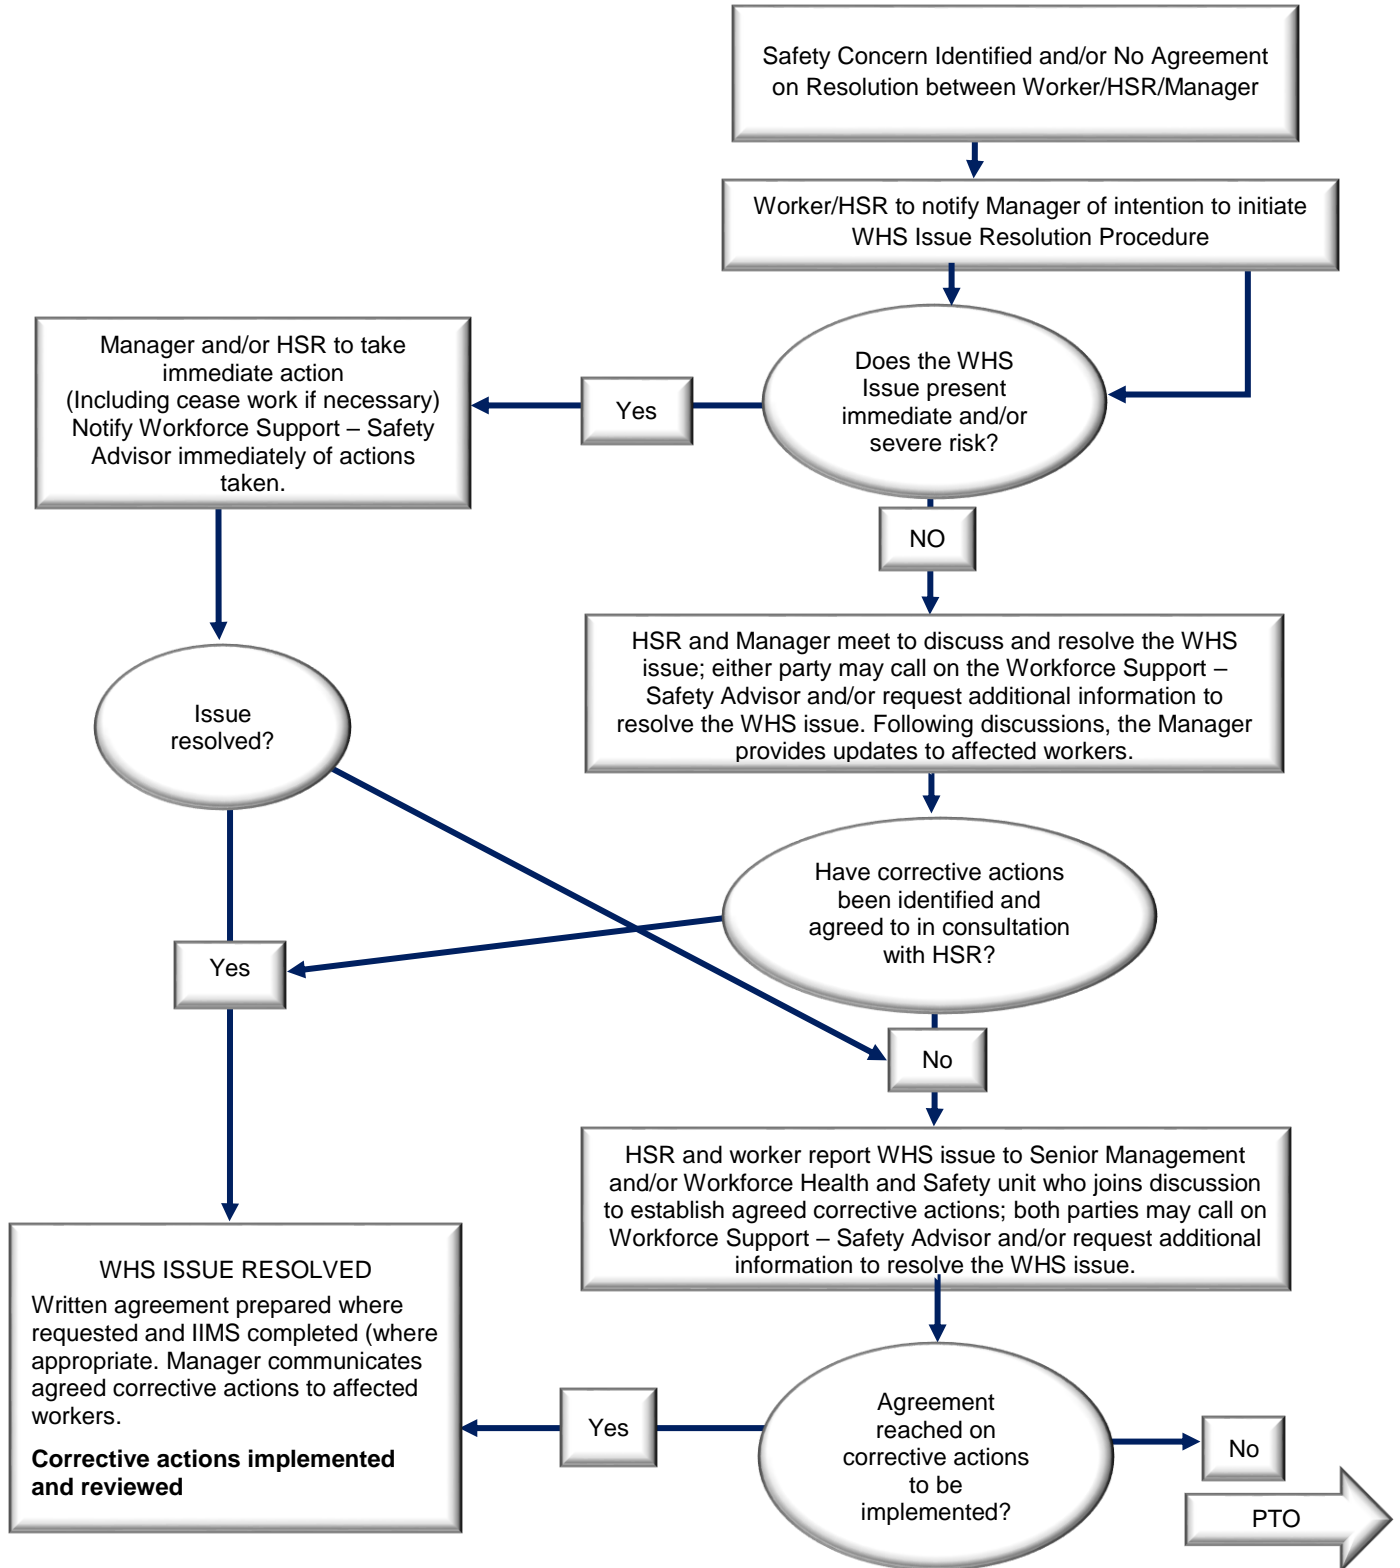 Safety Concern Identified and/or No Agreement
on Resolution between Worker/HSR/Manager
Worker/HSR to notify Manager of intention to initiate
WHS Issue Resolution Procedure
Manager and/or HSR to take
immediate action
(Including cease work if necessary)
Notify Workforce Support – Safety
Advisor immediately of actions
taken.
Yes
Does the WHS
Issue present
immediate and/or
severe risk?
NO
HSR and Manager meet to discuss and resolve the WHS
issue; either party may call on the Workforce Support –
Safety Advisor and/or request additional information to
resolve the WHS issue. Following discussions, the Manager
provides updates to affected workers.
Issue
resolved?
Have corrective actions
been identified and
agreed to in consultation
with HSR?
Yes
No
HSR and worker report WHS issue to Senior Management
and/or Workforce Health and Safety unit who joins discussion
to establish agreed corrective actions; both parties may call on
Workforce Support – Safety Advisor and/or request additional
information to resolve the WHS issue.
WHS ISSUE RESOLVED
Written agreement prepared where
requested and IIMS completed (where
appropriate. Manager communicates
agreed corrective actions to affected
workers.
Corrective actions implemented
and reviewed
Yes
Agreement
reached on
corrective actions
to be
implemented?
No
PTO